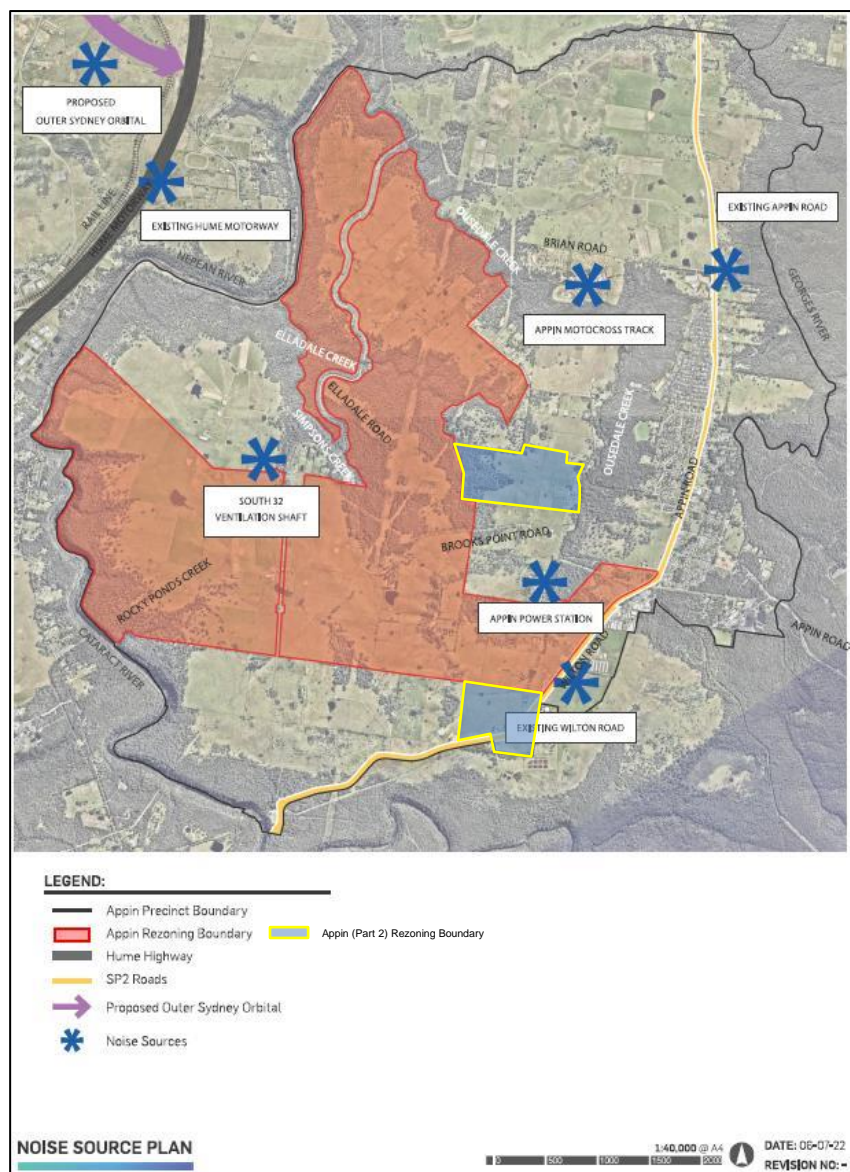 PROPOSED
OUTER SYDNEY ORBITAL
RAIL LINE
HUME MOTORWAY
EXISTING HUME MOTORWAY
NEPEAN RIVER
OUSEDALE CREEK
BRIAN ROAD
EXISTING APPIN ROAD
GEORGES RIVER
APPIN MOTOCROSS TRACK
ELLADALE CREEK
ELLADALE ROAD
SIMPSONS CREEK
OUSEDALE CREEK
APPIN ROAD
SOUTH 32
VENTILATION SHAFT
BROOKS POINT ROAD
ROCKY PONDS CREEK
APPIN POWER STATION
CATARACT RIVER
WILTON ROAD
APPIN ROAD
EXISTING WILTON ROAD
LEGEND:
Appin Precinct Boundary
Appin Rezoning Boundary
Appin (Part 2) Rezoning Boundary
Hume Highway
SP2 Roads
Proposed Outer Sydney Orbital
Noise Sources
NOISE SOURCE PLAN
1:40,000 @ A4
0 500 1000 1500 2000
DATE: 06-07-22
REVISION NO: -